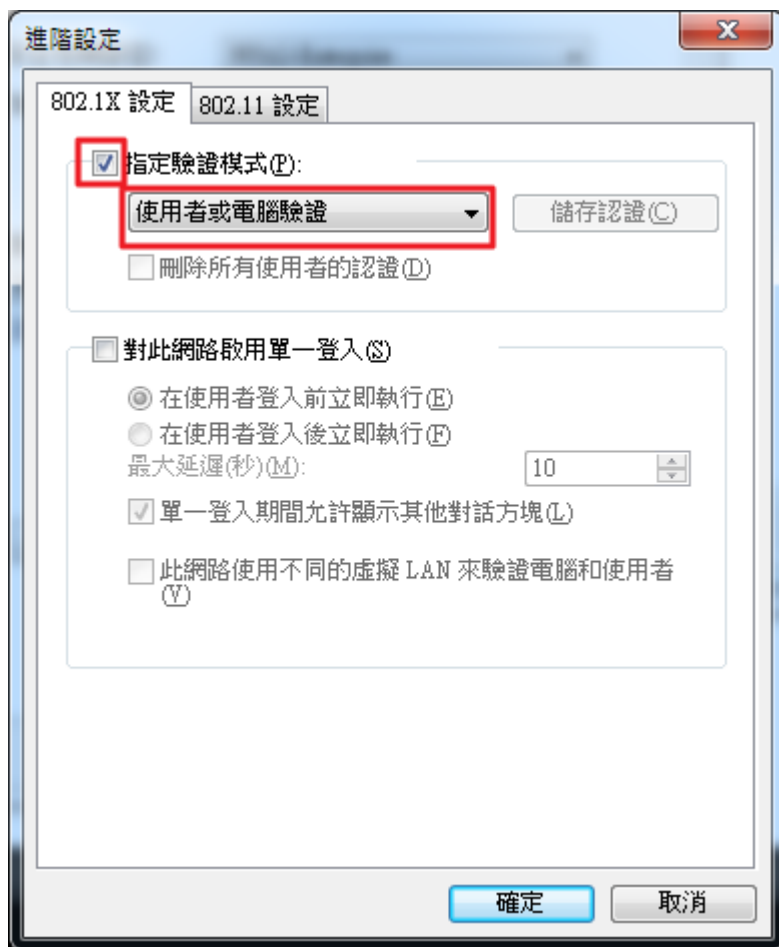 進階設定
802.1X 設定
802.11 設定
指定驗證模式(P):
使用者或電腦驗證
儲存認證(C)
刪除所有使用者的認證(D)
對此網路啟用單一登入(S)
在使用者登入前立即執行(E)
在使用者登入後立即執行(F)
最大延遲(秒)(M):
10
單一登入期間允許顯示其他對話方塊(L)
此網路使用不同的虛擬 LAN 來驗證電腦和使用者
(V)
確定
取消